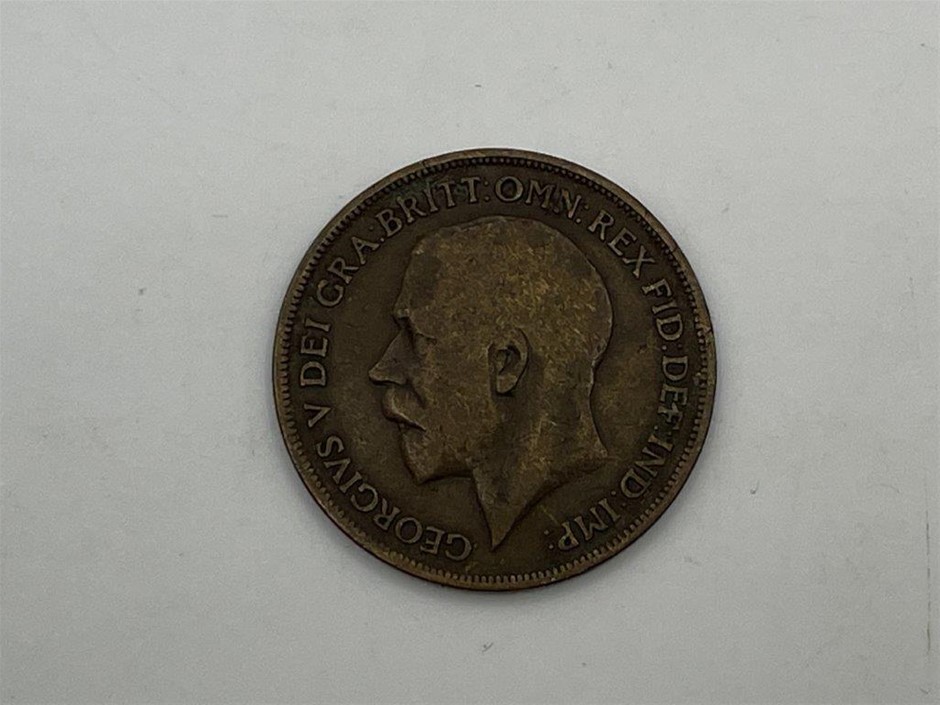 GEORGIVS V DEI GRA: BRITT: OMN: REX FID: DEF: IND: IMP: